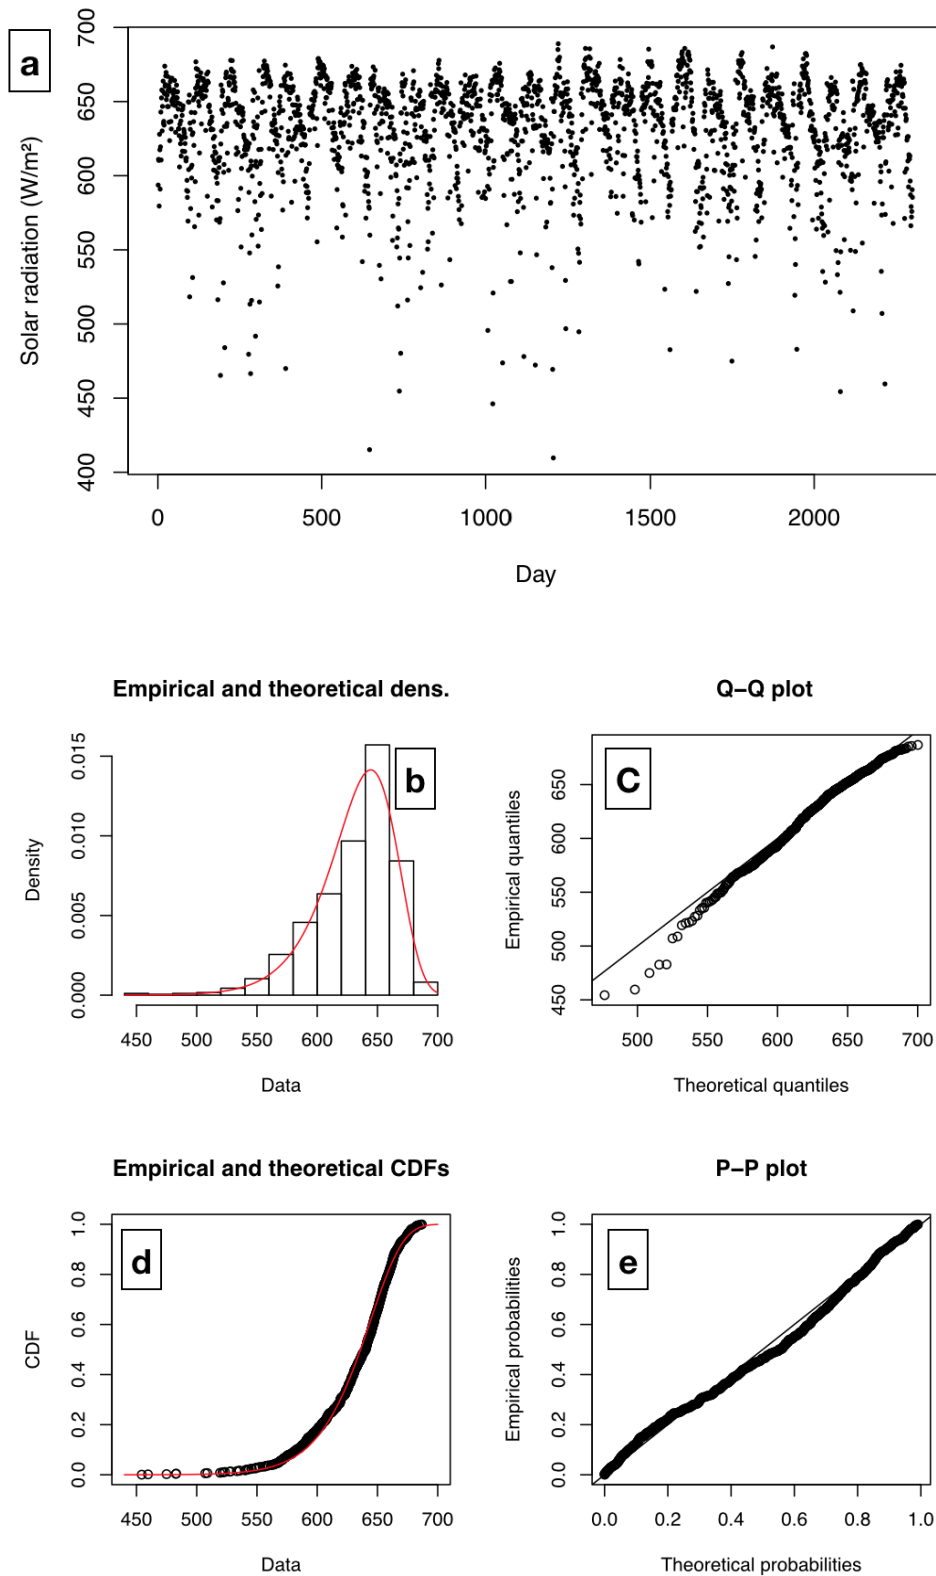 a
Solar radiation (W/m²)
700
650
600
550
500
450
400
0 500 1000 1500 2000
Day
Empirical and theoretical dens.
b
Density
0.015
0.010
0.005
0.000
450 500 550 600 650 700
Data
Q–Q plot
C
Empirical quantiles
650
600
550
500
450
500 550 600 650 700
Theoretical quantiles
Empirical and theoretical CDFs
d
CDF
1.0
0.8
0.6
0.4
0.2
0.0
450 500 550 600 650 700
Data
P–P plot
e
Empirical probabilities
1.0
0.8
0.6
0.4
0.2
0.0
0.0 0.2 0.4 0.6 0.8 1.0
Theoretical probabilities